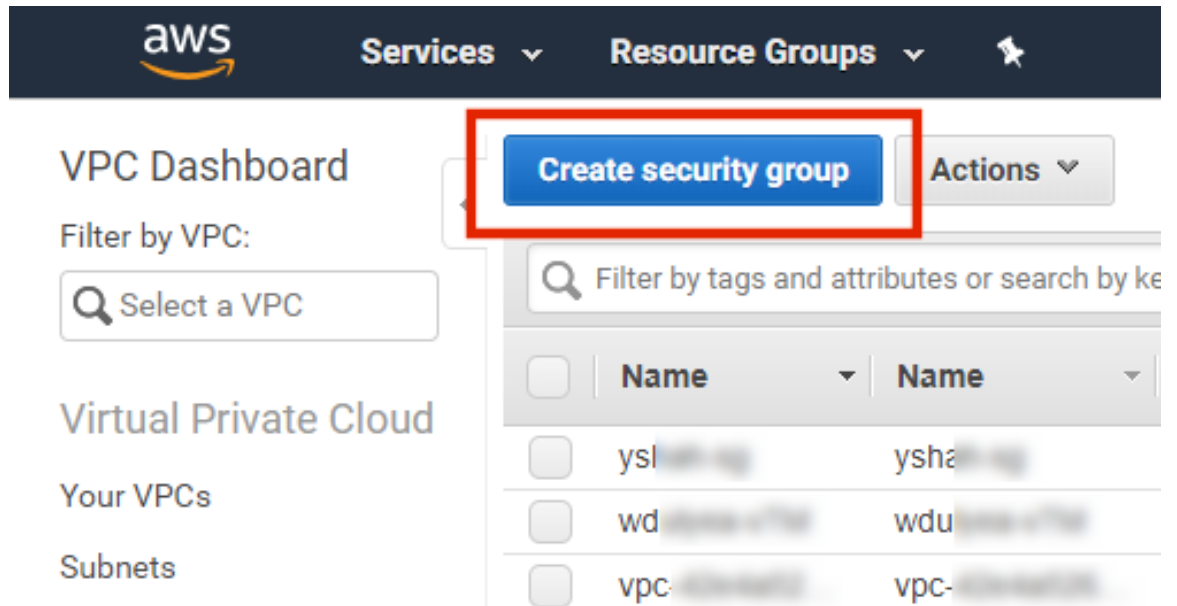 aws Services Resource Groups
VPC Dashboard
Filter by VPC:
Select a VPC
Virtual Private Cloud
Your VPCs
Subnets
Create security group Actions
Filter by tags and attributes or search by ke
Name Name